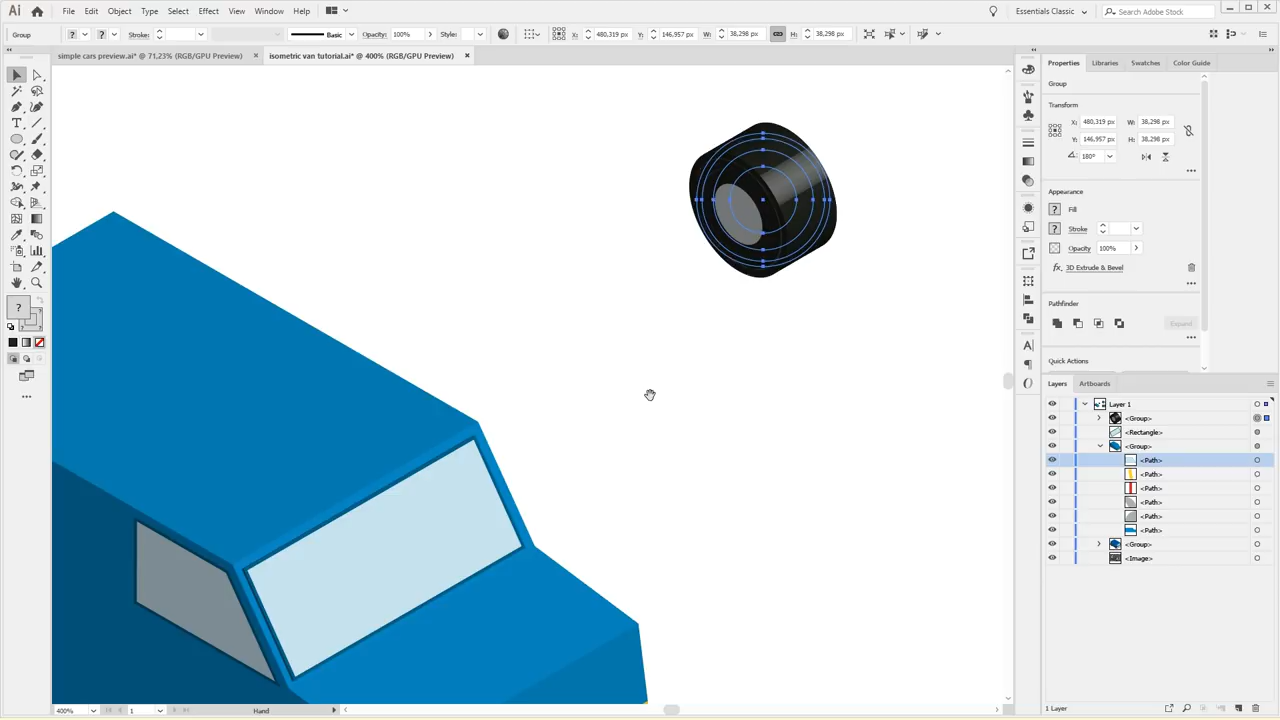 Ai File Edit Object Type Select Effect View Window Help Essentials Classic Search Adobe Stock
Group ? ? Stroke: Basic Opacity: 100% Style: X: 480,319 px Y: 146,957 px W: 38,298 px H: 38,298 px
simple cars preview.ai* @ 71,23% (RGB/GPU Preview) × isometric van tutorial.ai* @ 400% (RGB/GPU Preview) ×
Properties Libraries Swatches Color Guide
Group
Transform
X: 480,319 px W: 38,298 px
Y: 146,957 px H: 38,298 px
180°
Appearance
? Fill
? Stroke
Opacity 100%
fx 3D Extrude & Bevel
Pathfinder
Expand
Quick Actions
Layers Artboards
Layer 1
<Group>
<Rectangle>
<Group>
<Path>
<Path>
<Path>
<Path>
<Path>
<Path>
<Group>
<Image>
1 Layer
400% 1 Hand